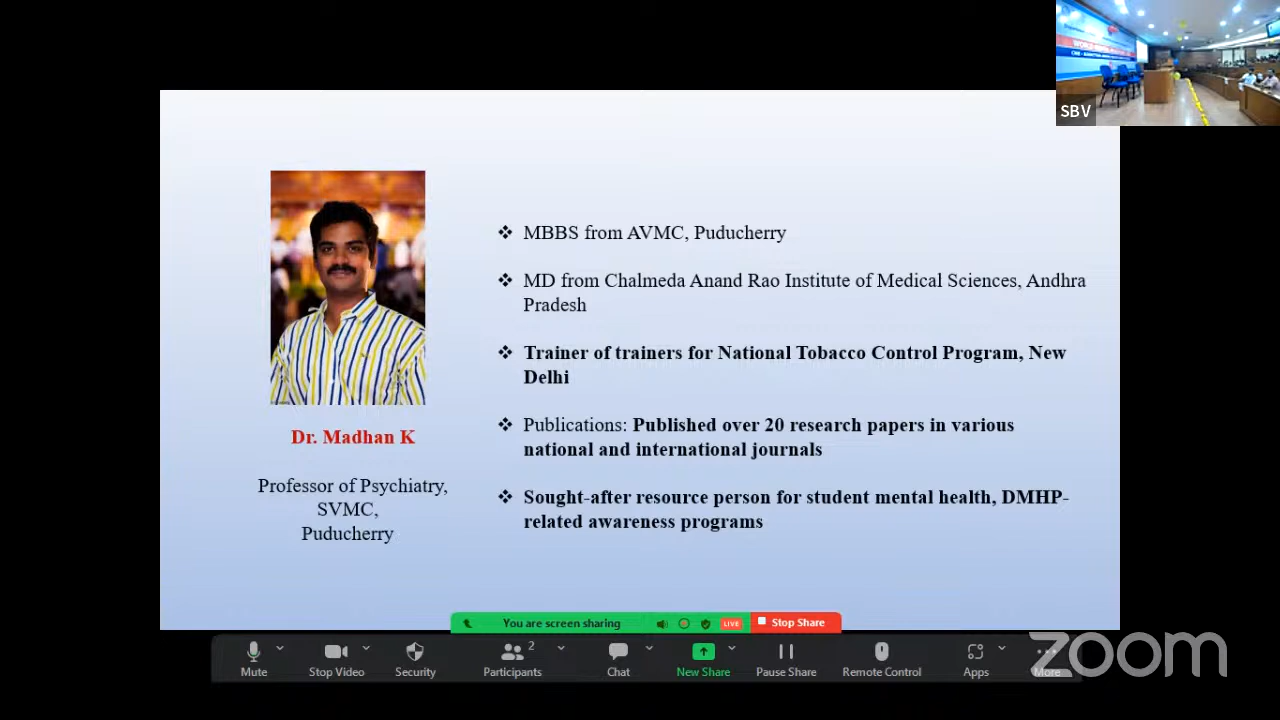 SBV
❖ MBBS from AVMC, Puducherry
❖ MD from Chalmeda Anand Rao Institute of Medical Sciences, Andhra
Pradesh
❖ Trainer of trainers for National Tobacco Control Program, New
Delhi
❖ Publications: Published over 20 research papers in various
national and international journals
❖ Sought-after resource person for student mental health, DMHP-
related awareness programs
Dr. Madhan K
Professor of Psychiatry,
SVMC,
Puducherry
You are screen sharing
LIVE
Stop Share
Mute
Stop Video
Security
Participants
2
Chat
New Share
Pause Share
Remote Control
Apps
More
zoom